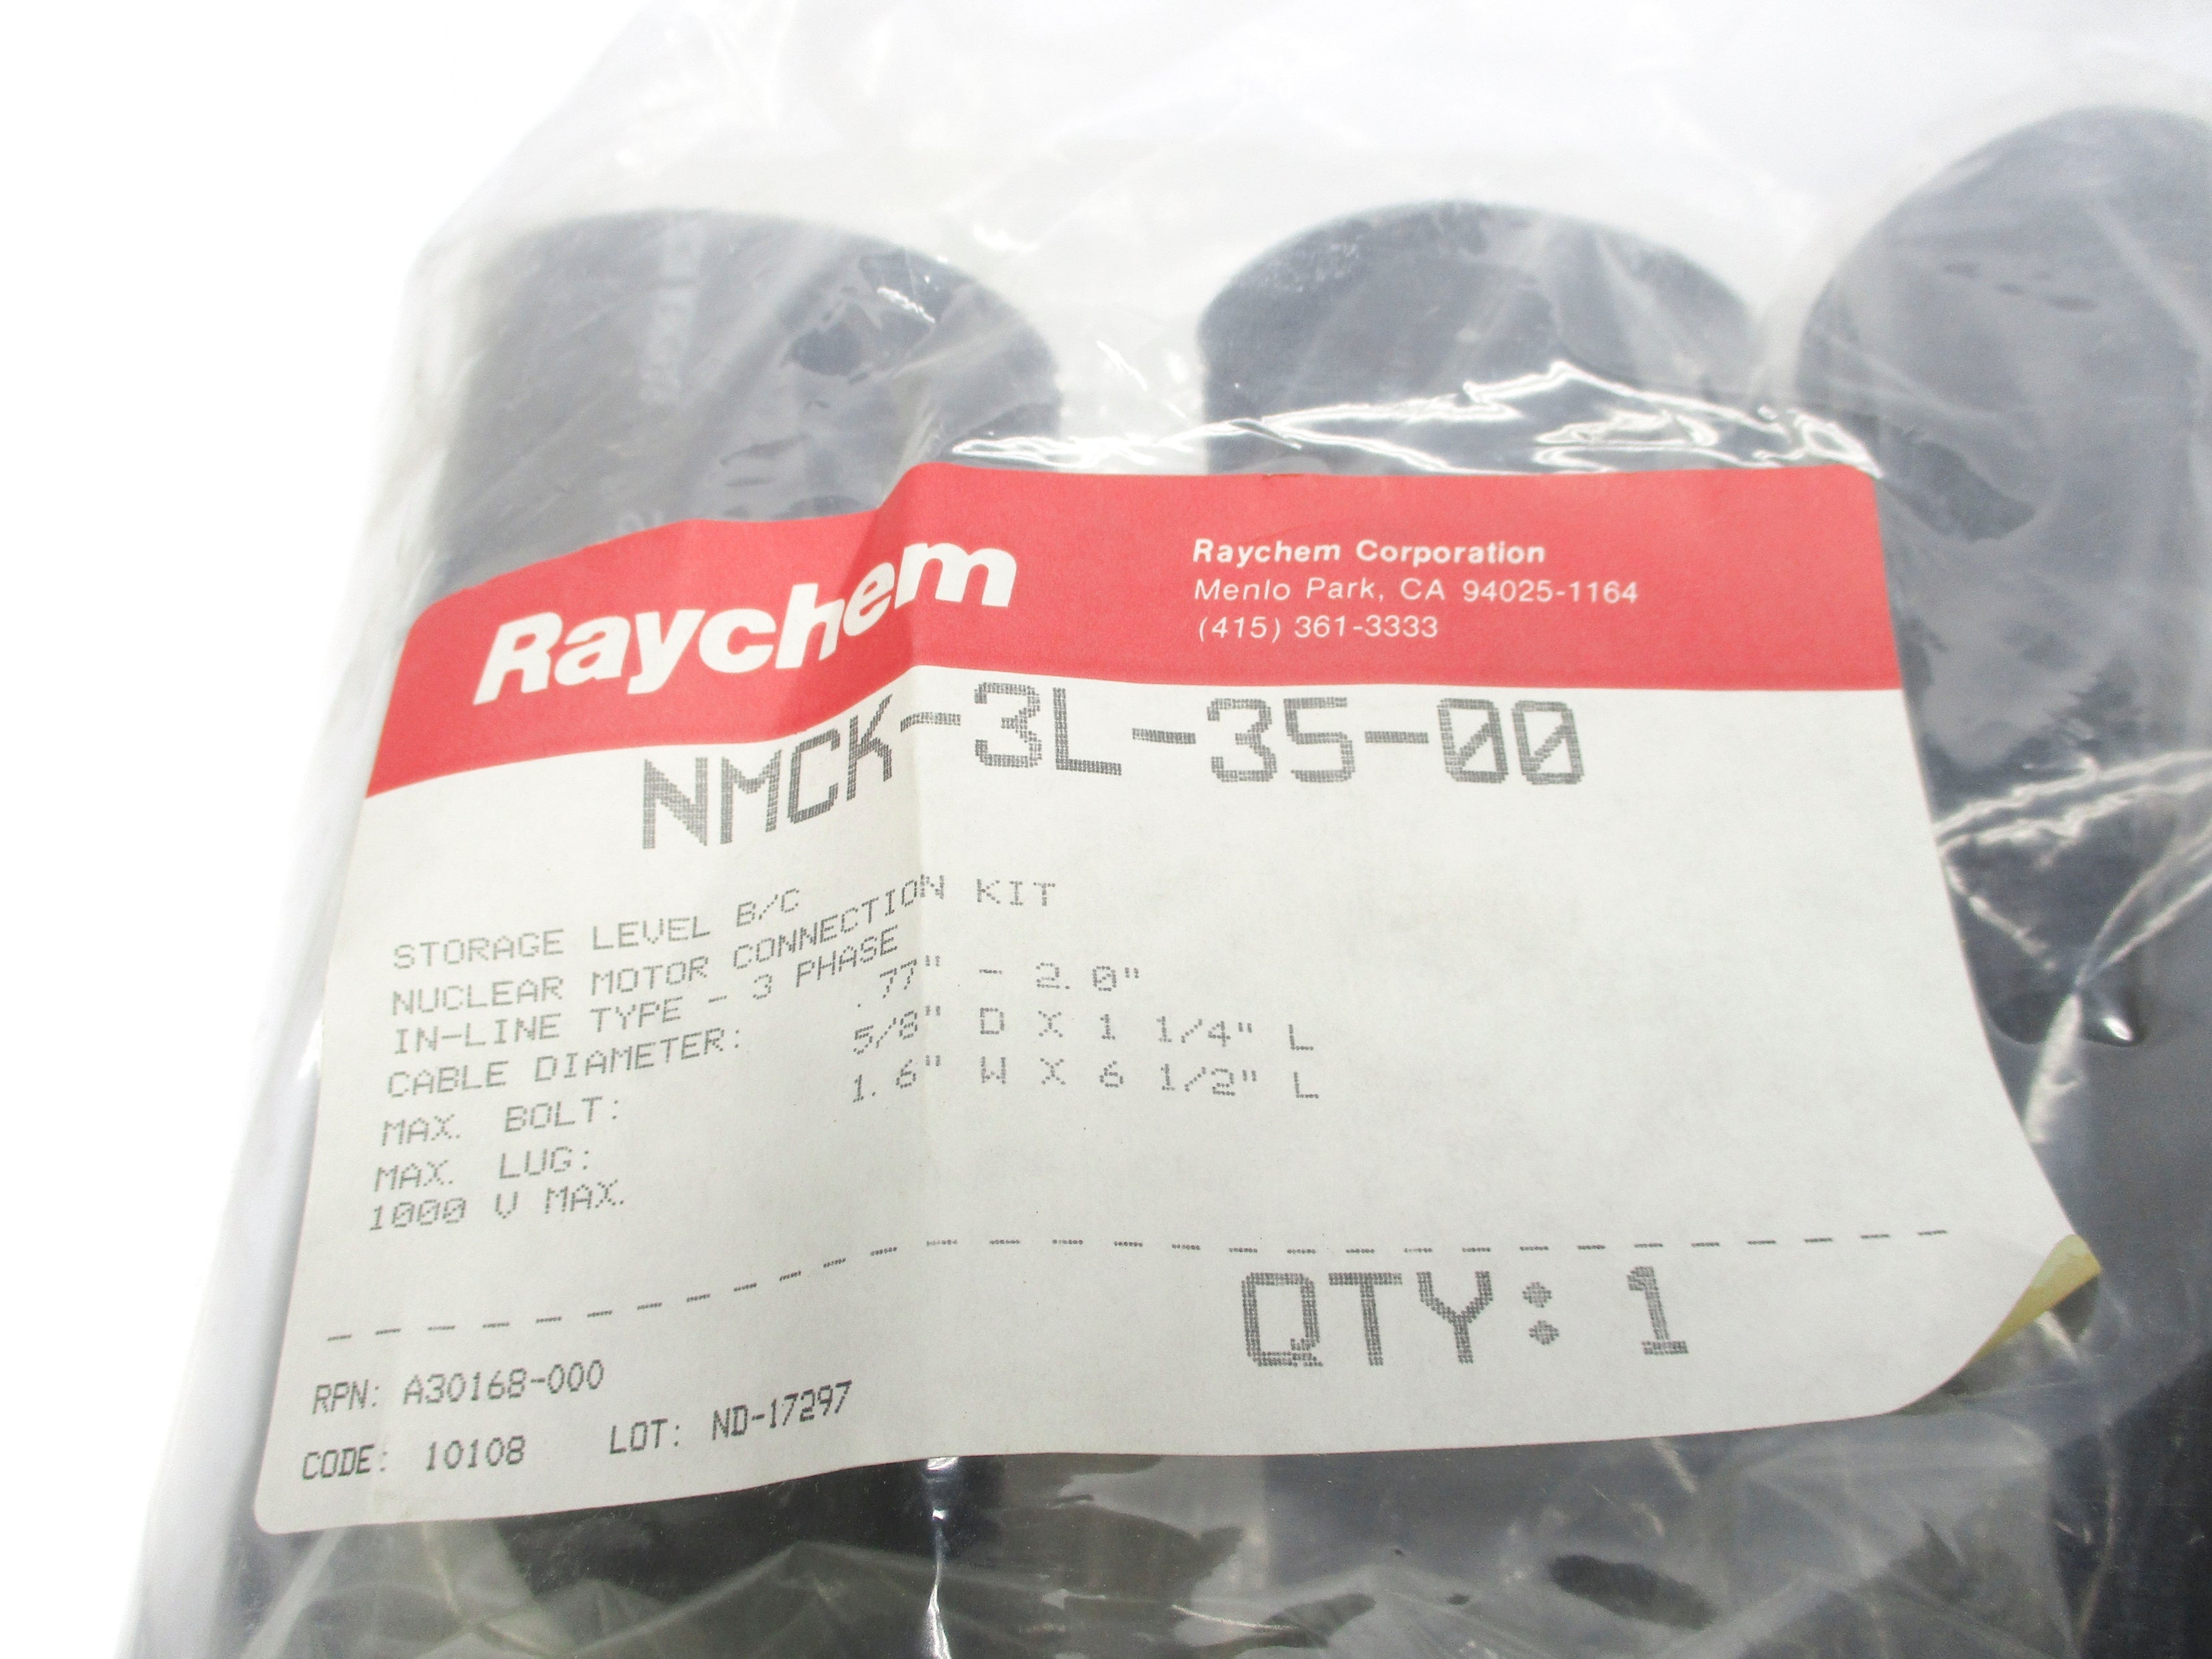 Raychem
Raychem Corporation
Menlo Park, CA 94025-1164
(415) 361-3333
NMCK-3L-35-00
STORAGE LEVEL B/C
NUCLEAR MOTOR CONNECTION KIT
IN-LINE TYPE - 3 PHASE
CABLE DIAMETER: .77" - 2.0"
MAX. BOLT: 5/8" D X 1 1/4" L
MAX. LUG: 1.6" W X 6 1/2" L
1000 V MAX.
QTY: 1
RPN: A30168-000
CODE: 10108 LOT: ND-17297